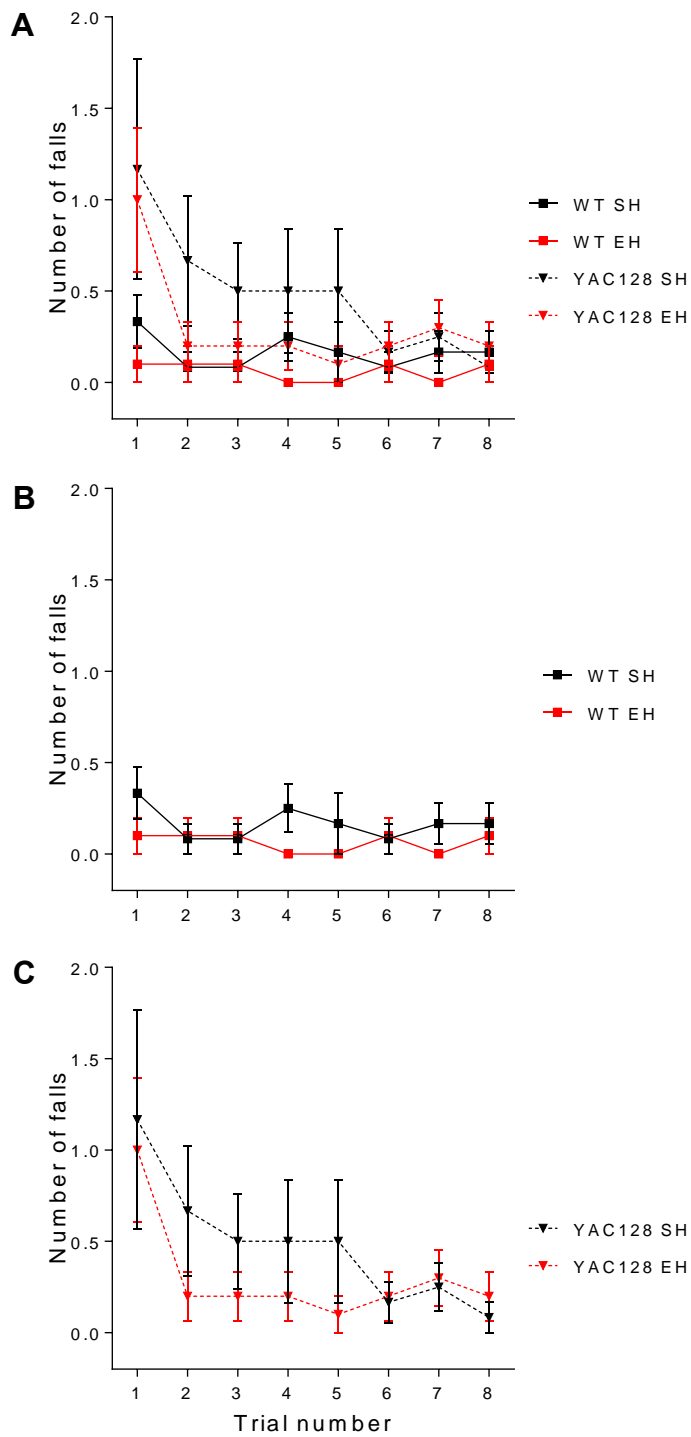 A
Number of falls
2.0
1.5
1.0
0.5
0.0
1 2 3 4 5 6 7 8
WT SH
WT EH
YAC128 SH
YAC128 EH
B
Number of falls
2.0
1.5
1.0
0.5
0.0
1 2 3 4 5 6 7 8
WT SH
WT EH
C
Number of falls
2.0
1.5
1.0
0.5
0.0
1 2 3 4 5 6 7 8
Trial number
YAC128 SH
YAC128 EH